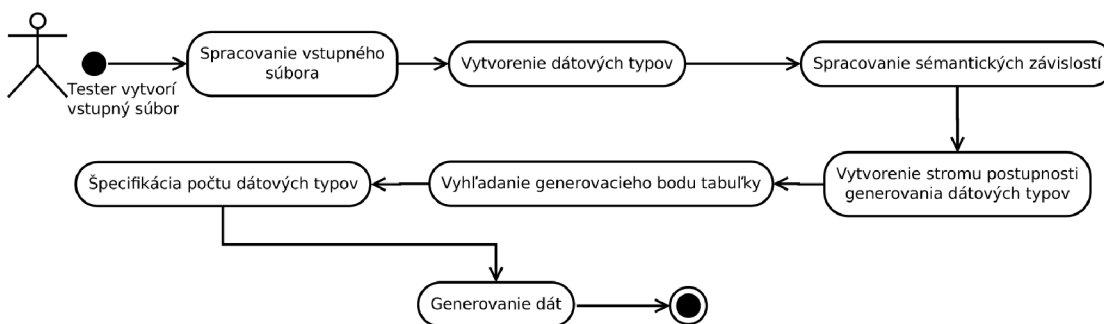 Tester vytvorí
vstupný súbor
Spracovanie vstupného
súbora
Vytvorenie dátových typov
Spracovanie sémantických závislostí
Vytvorenie stromu postupnosti
generovania dátových typov
Vyhľadanie generovacieho bodu tabuľky
Špecifikácia počtu dátových typov
Generovanie dát